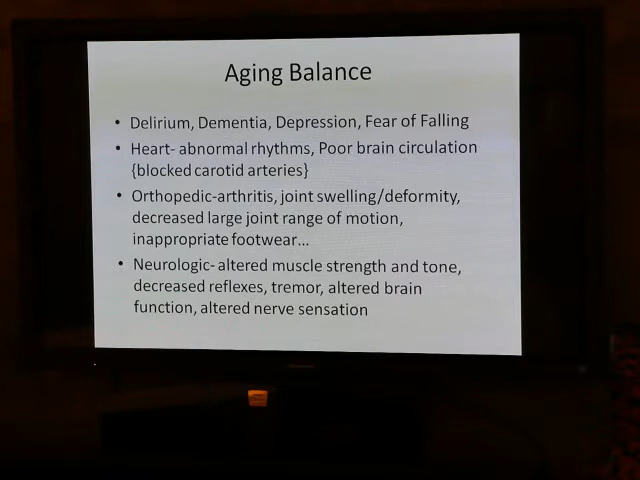 Aging Balance
• Delirium, Dementia, Depression, Fear of Falling
• Heart- abnormal rhythms, Poor brain circulation
{blocked carotid arteries}
• Orthopedic-arthritis, joint swelling/deformity,
decreased large joint range of motion,
inappropriate footwear...
• Neurologic- altered muscle strength and tone,
decreased reflexes, tremor, altered brain
function, altered nerve sensation